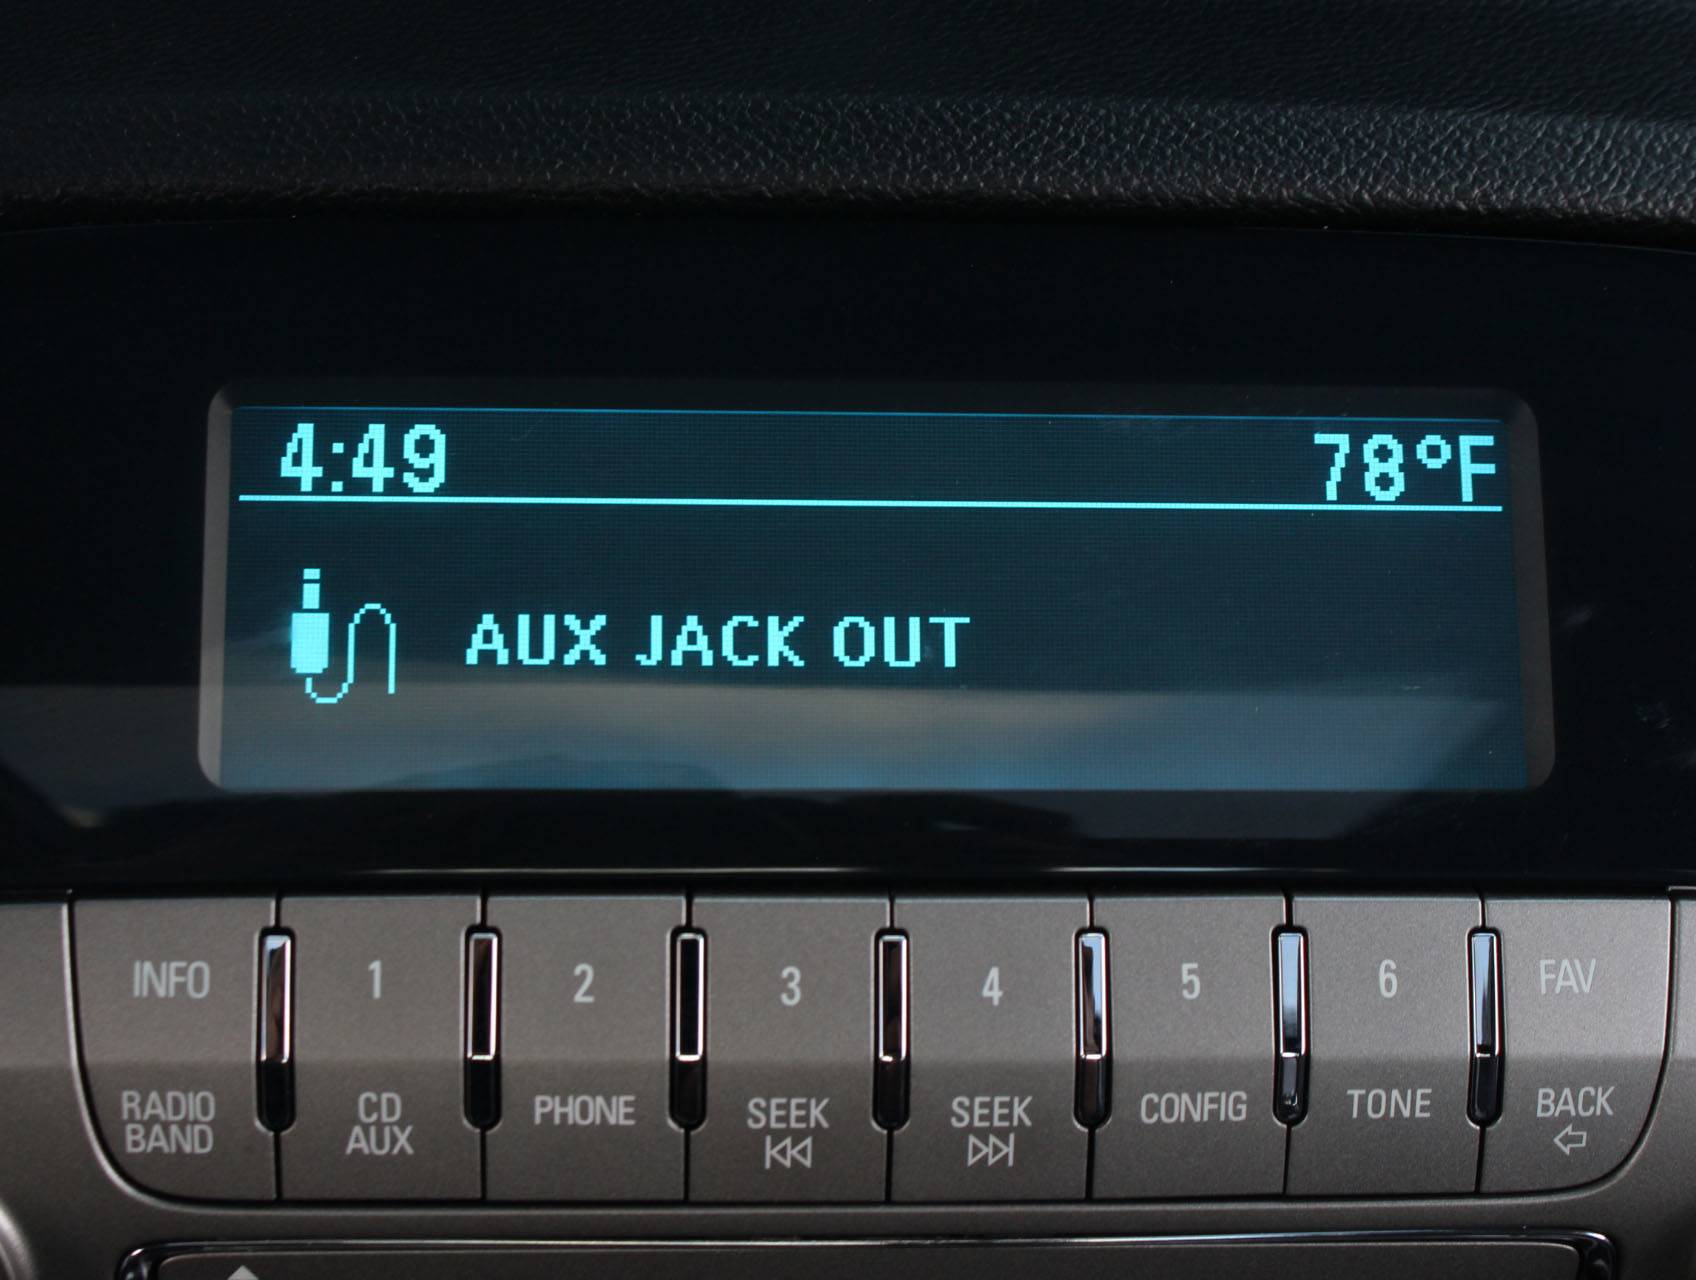 4:49 78°F
AUX JACK OUT
INFO 1 2 3 4 5 6 FAV
RADIO BAND CD AUX PHONE SEEK SEEK CONFIG TONE BACK